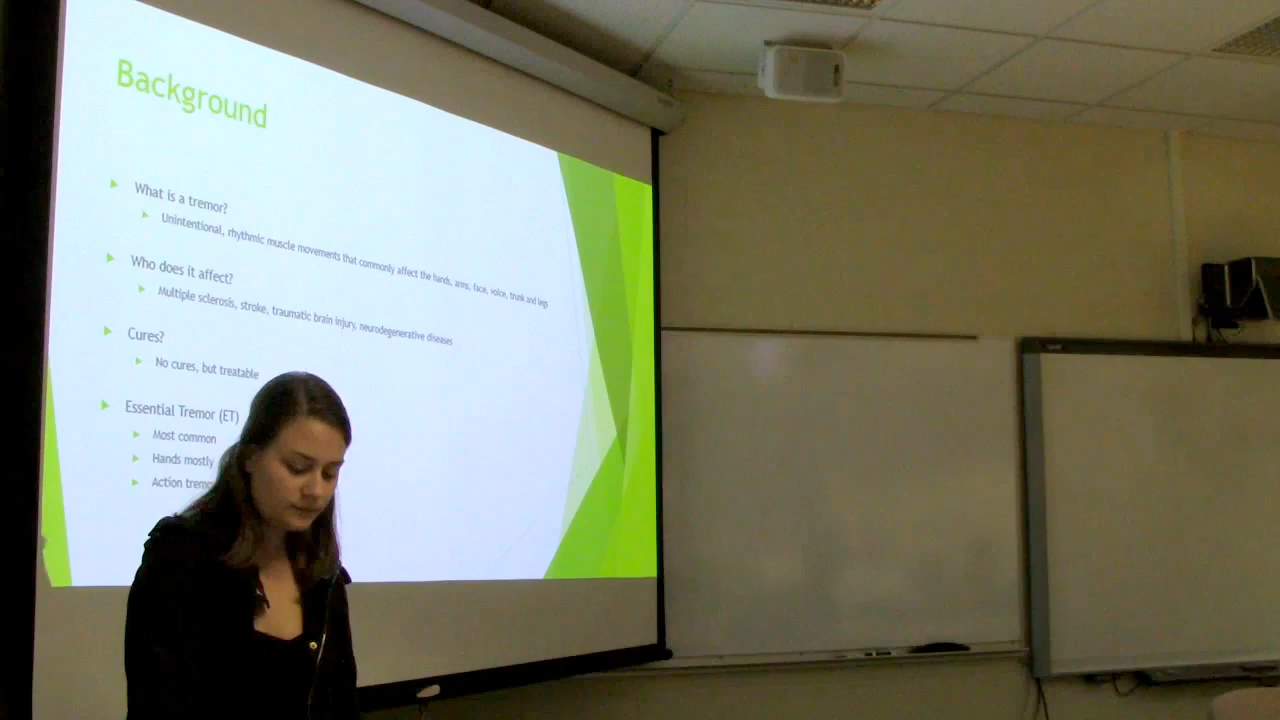 Background
What is a tremor?
Unintentional, rhythmic muscle movements that commonly affect the hands, arms, face, voice, trunk and legs
Who does it affect?
Multiple sclerosis, stroke, traumatic brain injury, neurodegenerative diseases
Cures?
No cures, but treatable
Essential Tremor (ET)
Most common
Hands mostly
Action tremo